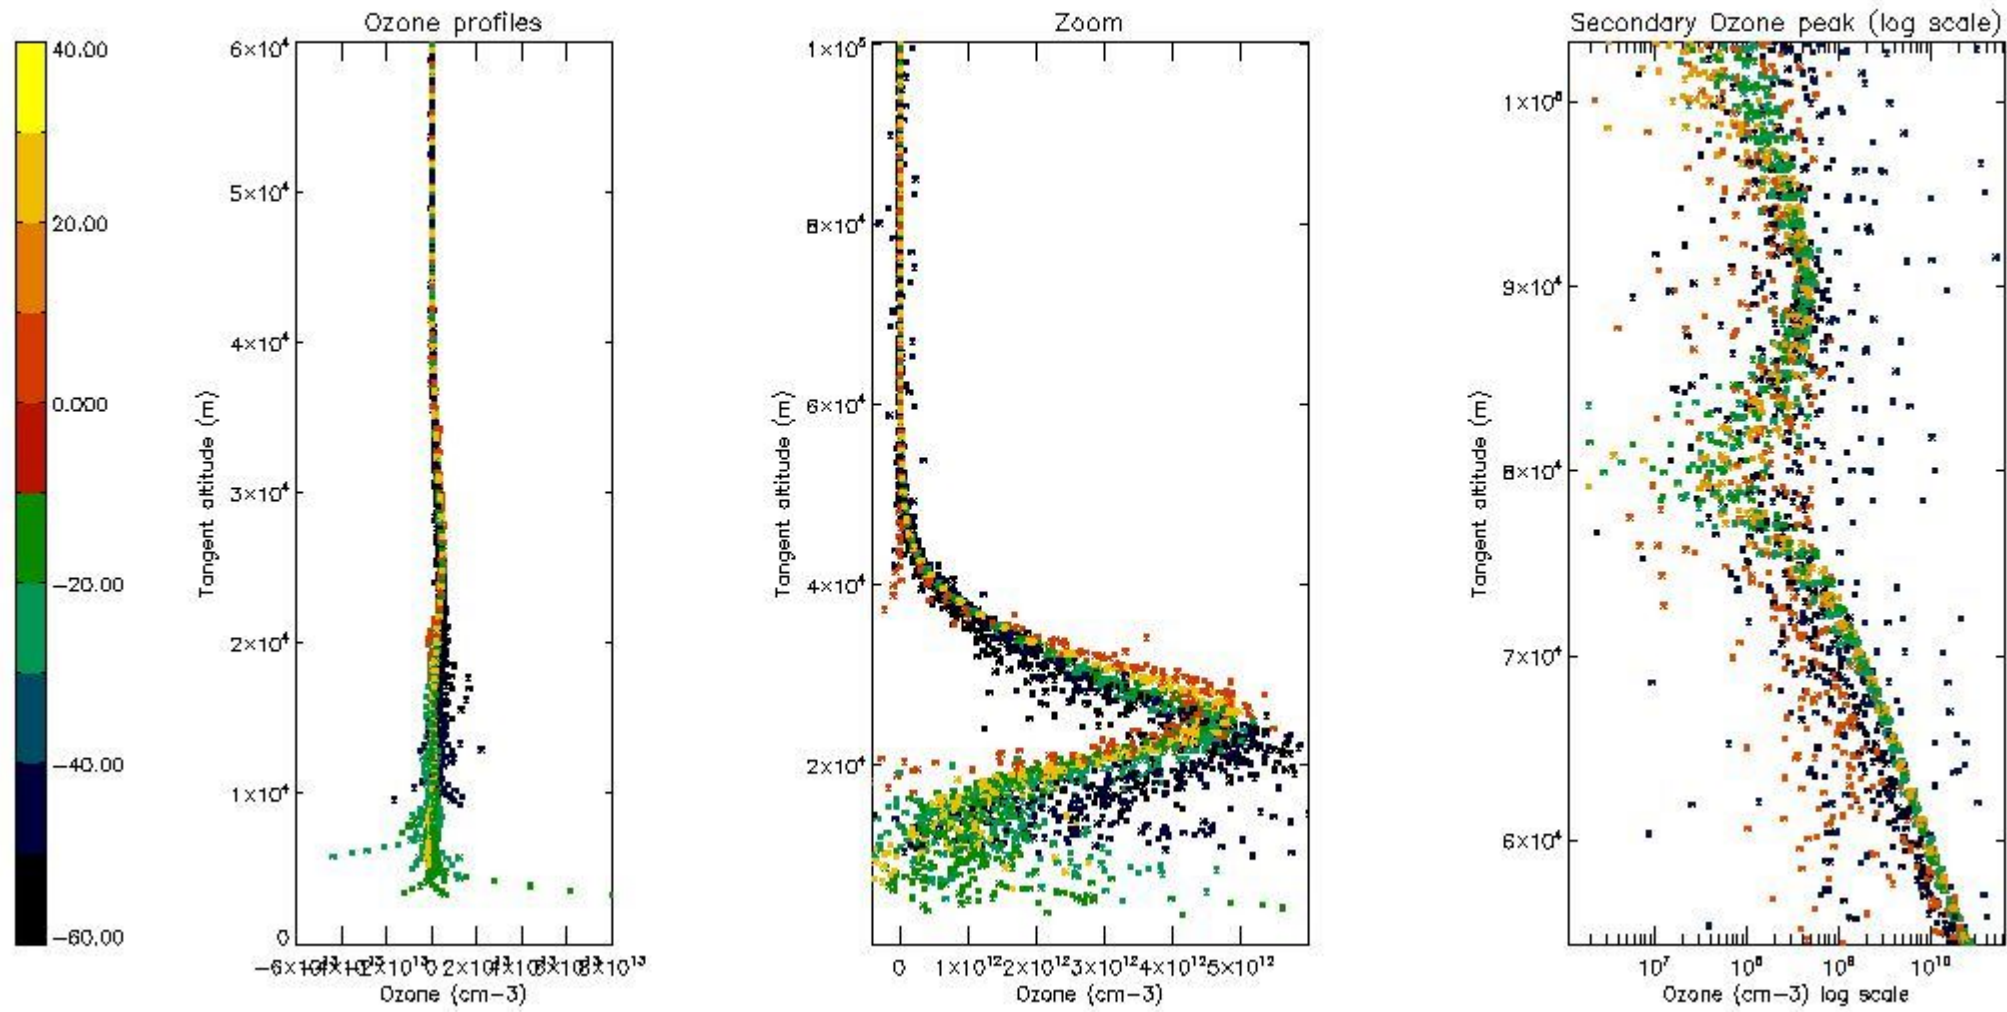 Ozone profiles
Zoom
Secondary Ozone peak (log scale)
40.00
20.00
0.000
−20.00
−40.00
−60.00
6×10⁴
5×10⁴
4×10⁴
3×10⁴
2×10⁴
1×10⁴
0
Tangent altitude (m)
0
Ozone (cm−3)
1×10⁵
8×10⁴
6×10⁴
4×10⁴
2×10⁴
Tangent altitude (m)
0 1×10¹² 2×10¹² 3×10¹² 4×10¹² 5×10¹²
Ozone (cm−3)
9×10⁴
8×10⁴
7×10⁴
6×10⁴
Tangent altitude (m)
10⁷ 10⁸ 10⁹ 10¹⁰
Ozone (cm−3) log scale